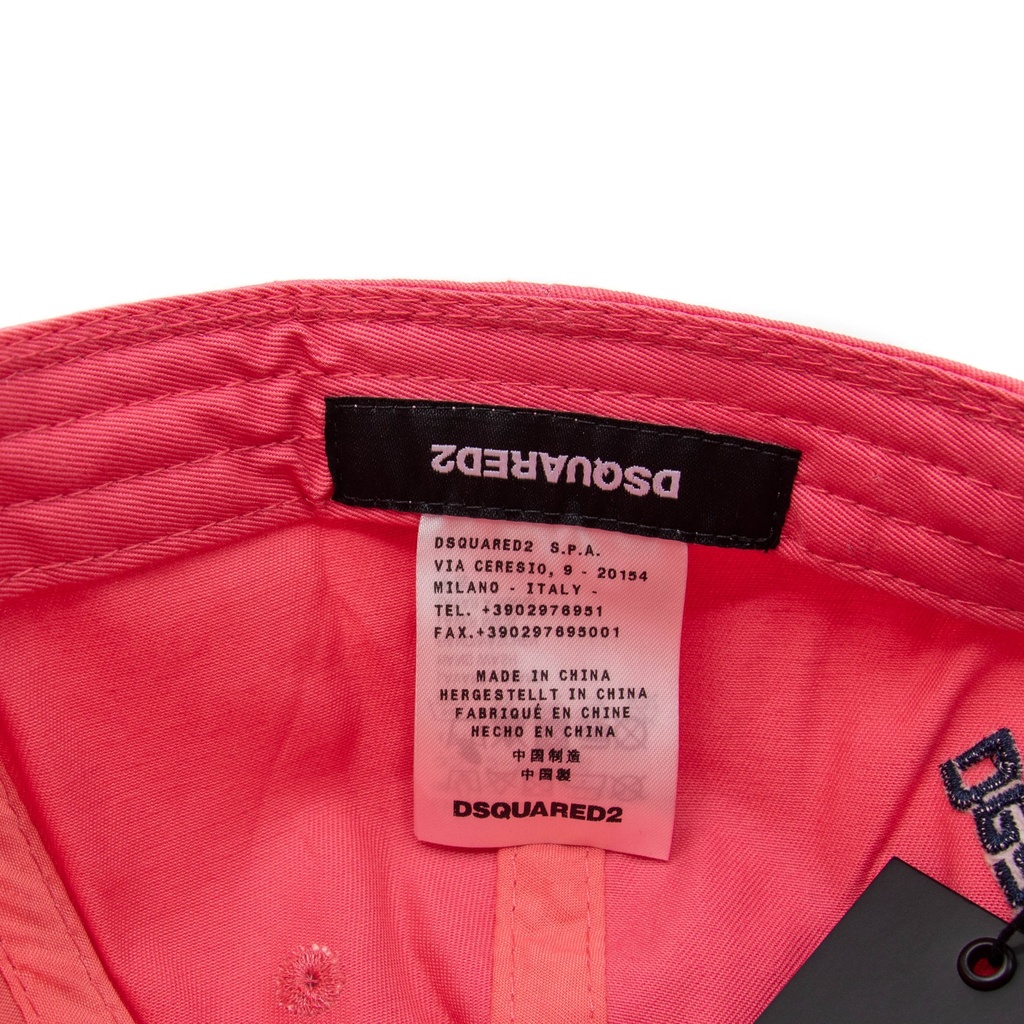 DSQUARED2
DSQUARED2 S.P.A.
VIA CERESIO, 9 - 20154
MILANO - ITALY -
TEL. +3902976951
FAX.+390297695001
MADE IN CHINA
HERGESTELLT IN CHINA
FABRIQUÉ EN CHINE
HECHO EN CHINA
中国制造
中国製
DSQUARED2